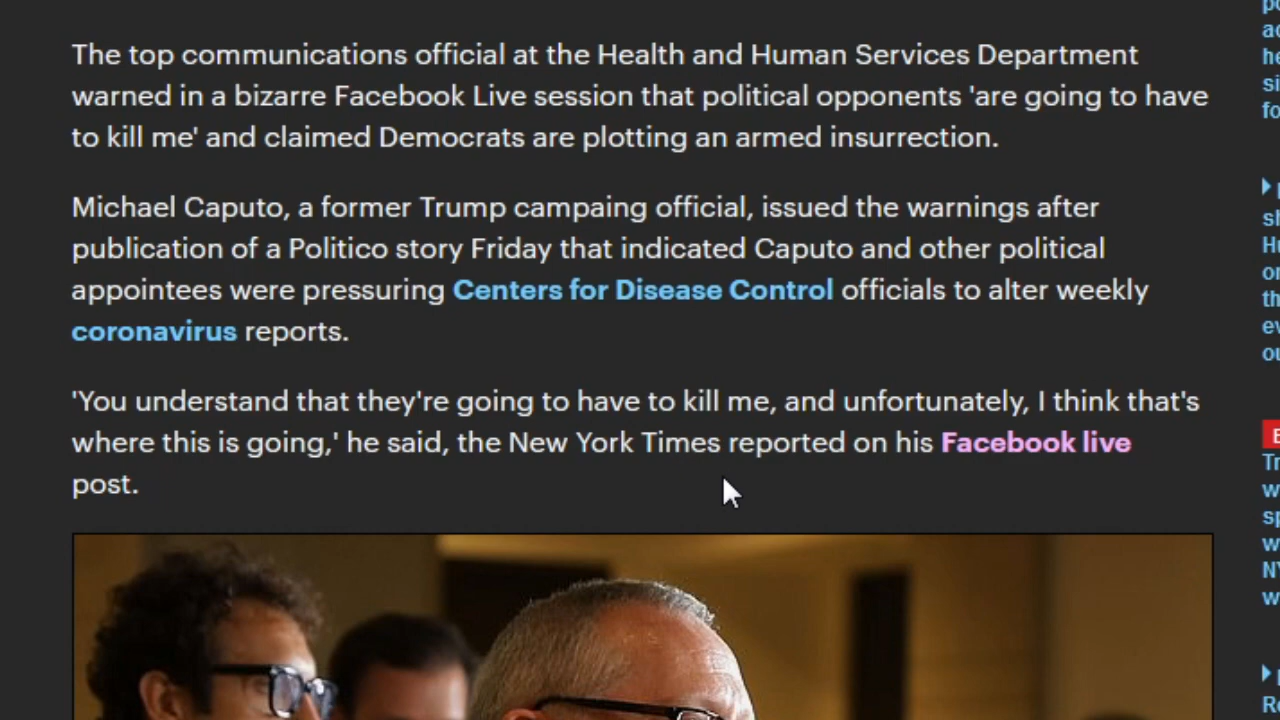 The top communications official at the Health and Human Services Department
warned in a bizarre Facebook Live session that political opponents 'are going to have
to kill me' and claimed Democrats are plotting an armed insurrection.
Michael Caputo, a former Trump campaing official, issued the warnings after
publication of a Politico story Friday that indicated Caputo and other political
appointees were pressuring Centers for Disease Control officials to alter weekly
coronavirus reports.
'You understand that they're going to have to kill me, and unfortunately, I think that's
where this is going,' he said, the New York Times reported on his Facebook live
post.